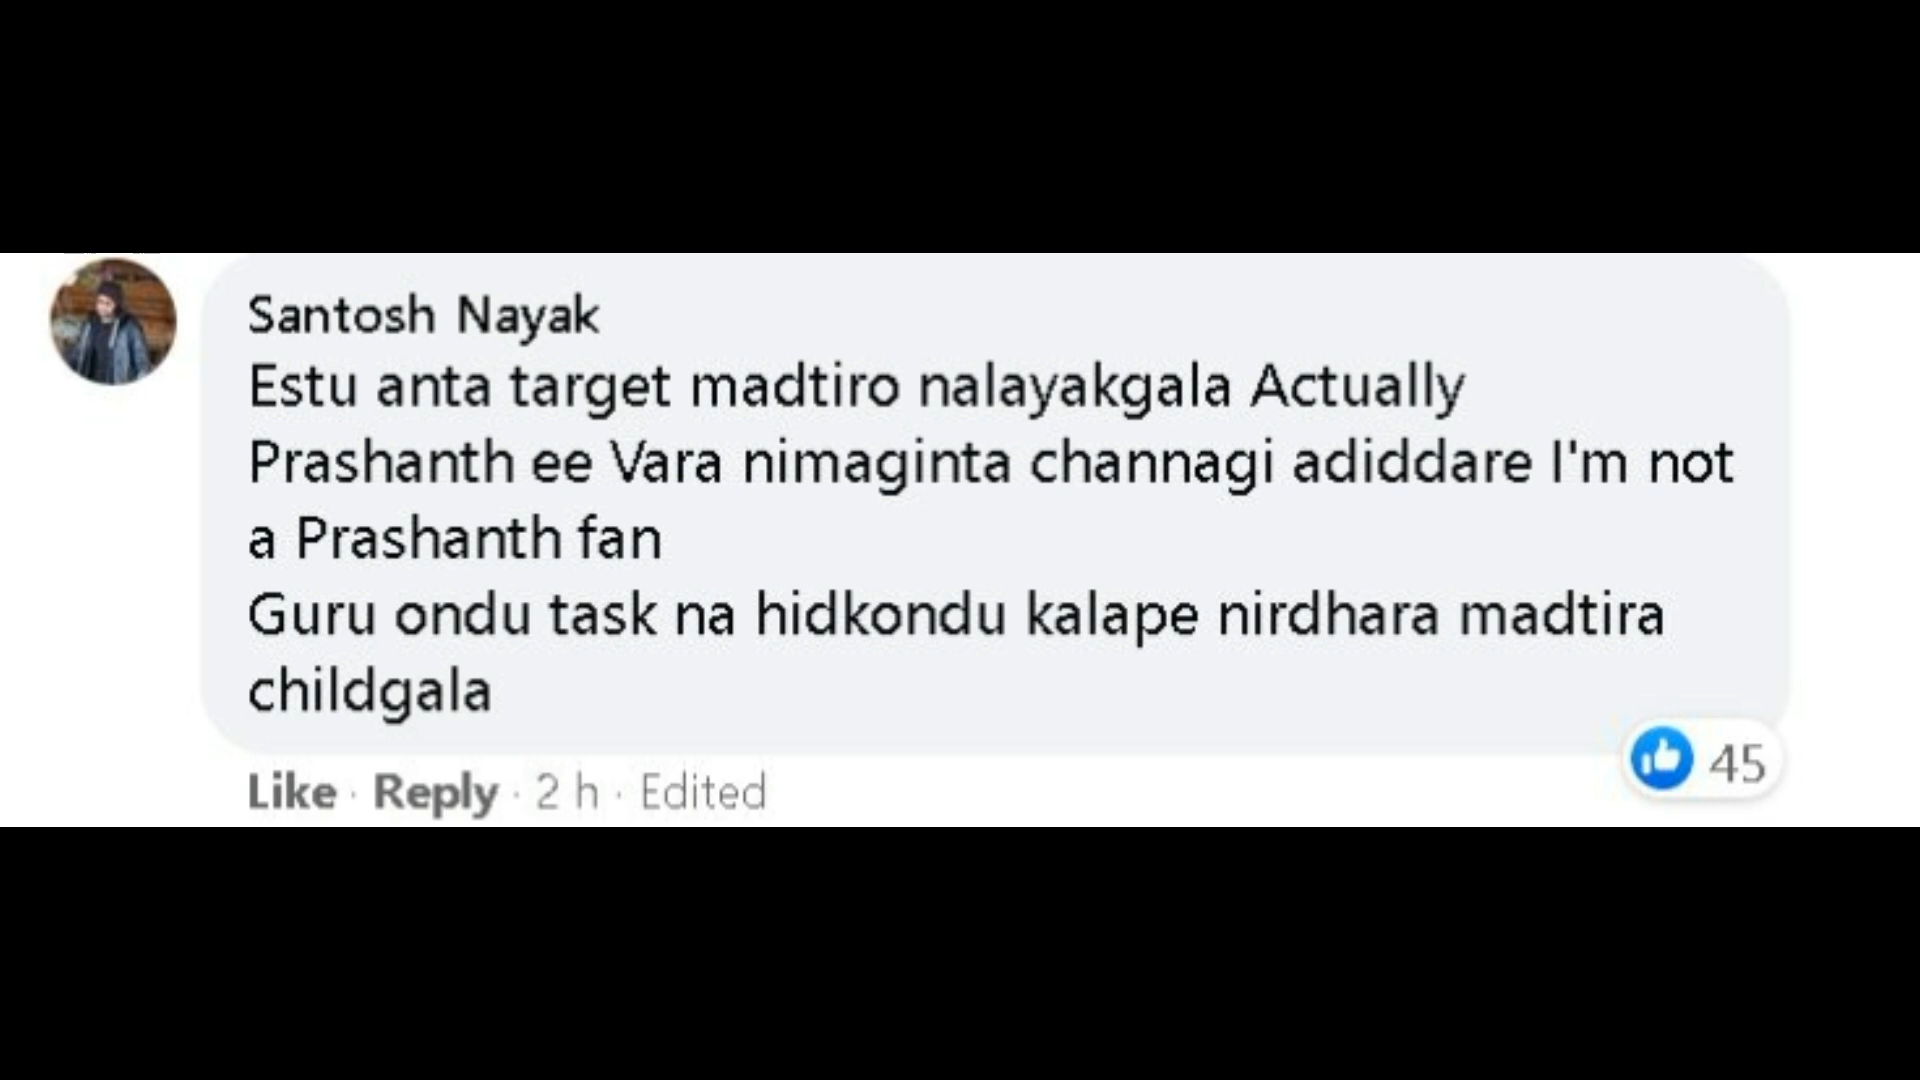 Santosh Nayak
Estu anta target madtiro nalayakgala Actually
Prashanth ee Vara nimaginta channagi adiddare I'm not
a Prashanth fan
Guru ondu task na hidkondu kalape nirdhara madtira
childgala
Like · Reply · 2 h · Edited
45